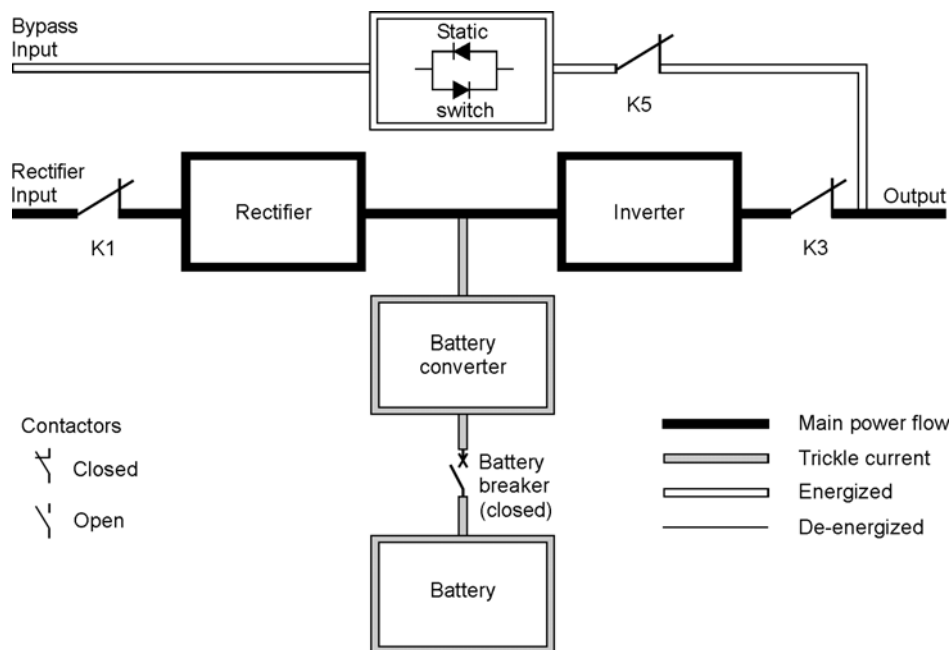 Bypass
Input
Static
switch
K5
Rectifier
Input
K1
Rectifier
Inverter
K3
Output
Battery
converter
Battery
breaker
(closed)
Battery
Contactors
Closed
Open
Main power flow
Trickle current
Energized
De-energized